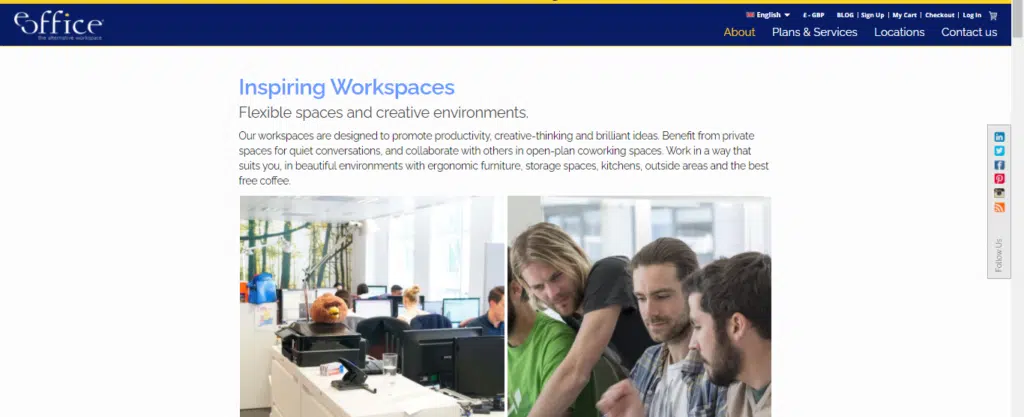 eoffice
the alternative workspace
English
£ - GBP
BLOG | Sign Up | My Cart | Checkout | Log In
About
Plans & Services
Locations
Contact us
Inspiring Workspaces
Flexible spaces and creative environments.
Our workspaces are designed to promote productivity, creative-thinking and brilliant ideas. Benefit from private
spaces for quiet conversations, and collaborate with others in open-plan coworking spaces. Work in a way that
suits you, in beautiful environments with ergonomic furniture, storage spaces, kitchens, outside areas and the best
free coffee.
Follow Us